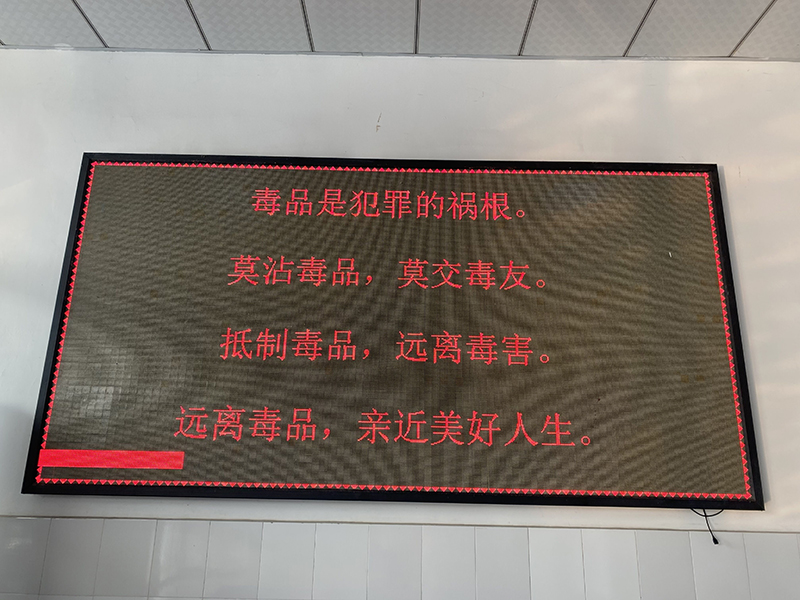 毒品是犯罪的祸根。
莫沾毒品，莫交毒友。
抵制毒品，远离毒害。
远离毒品，亲近美好人生。